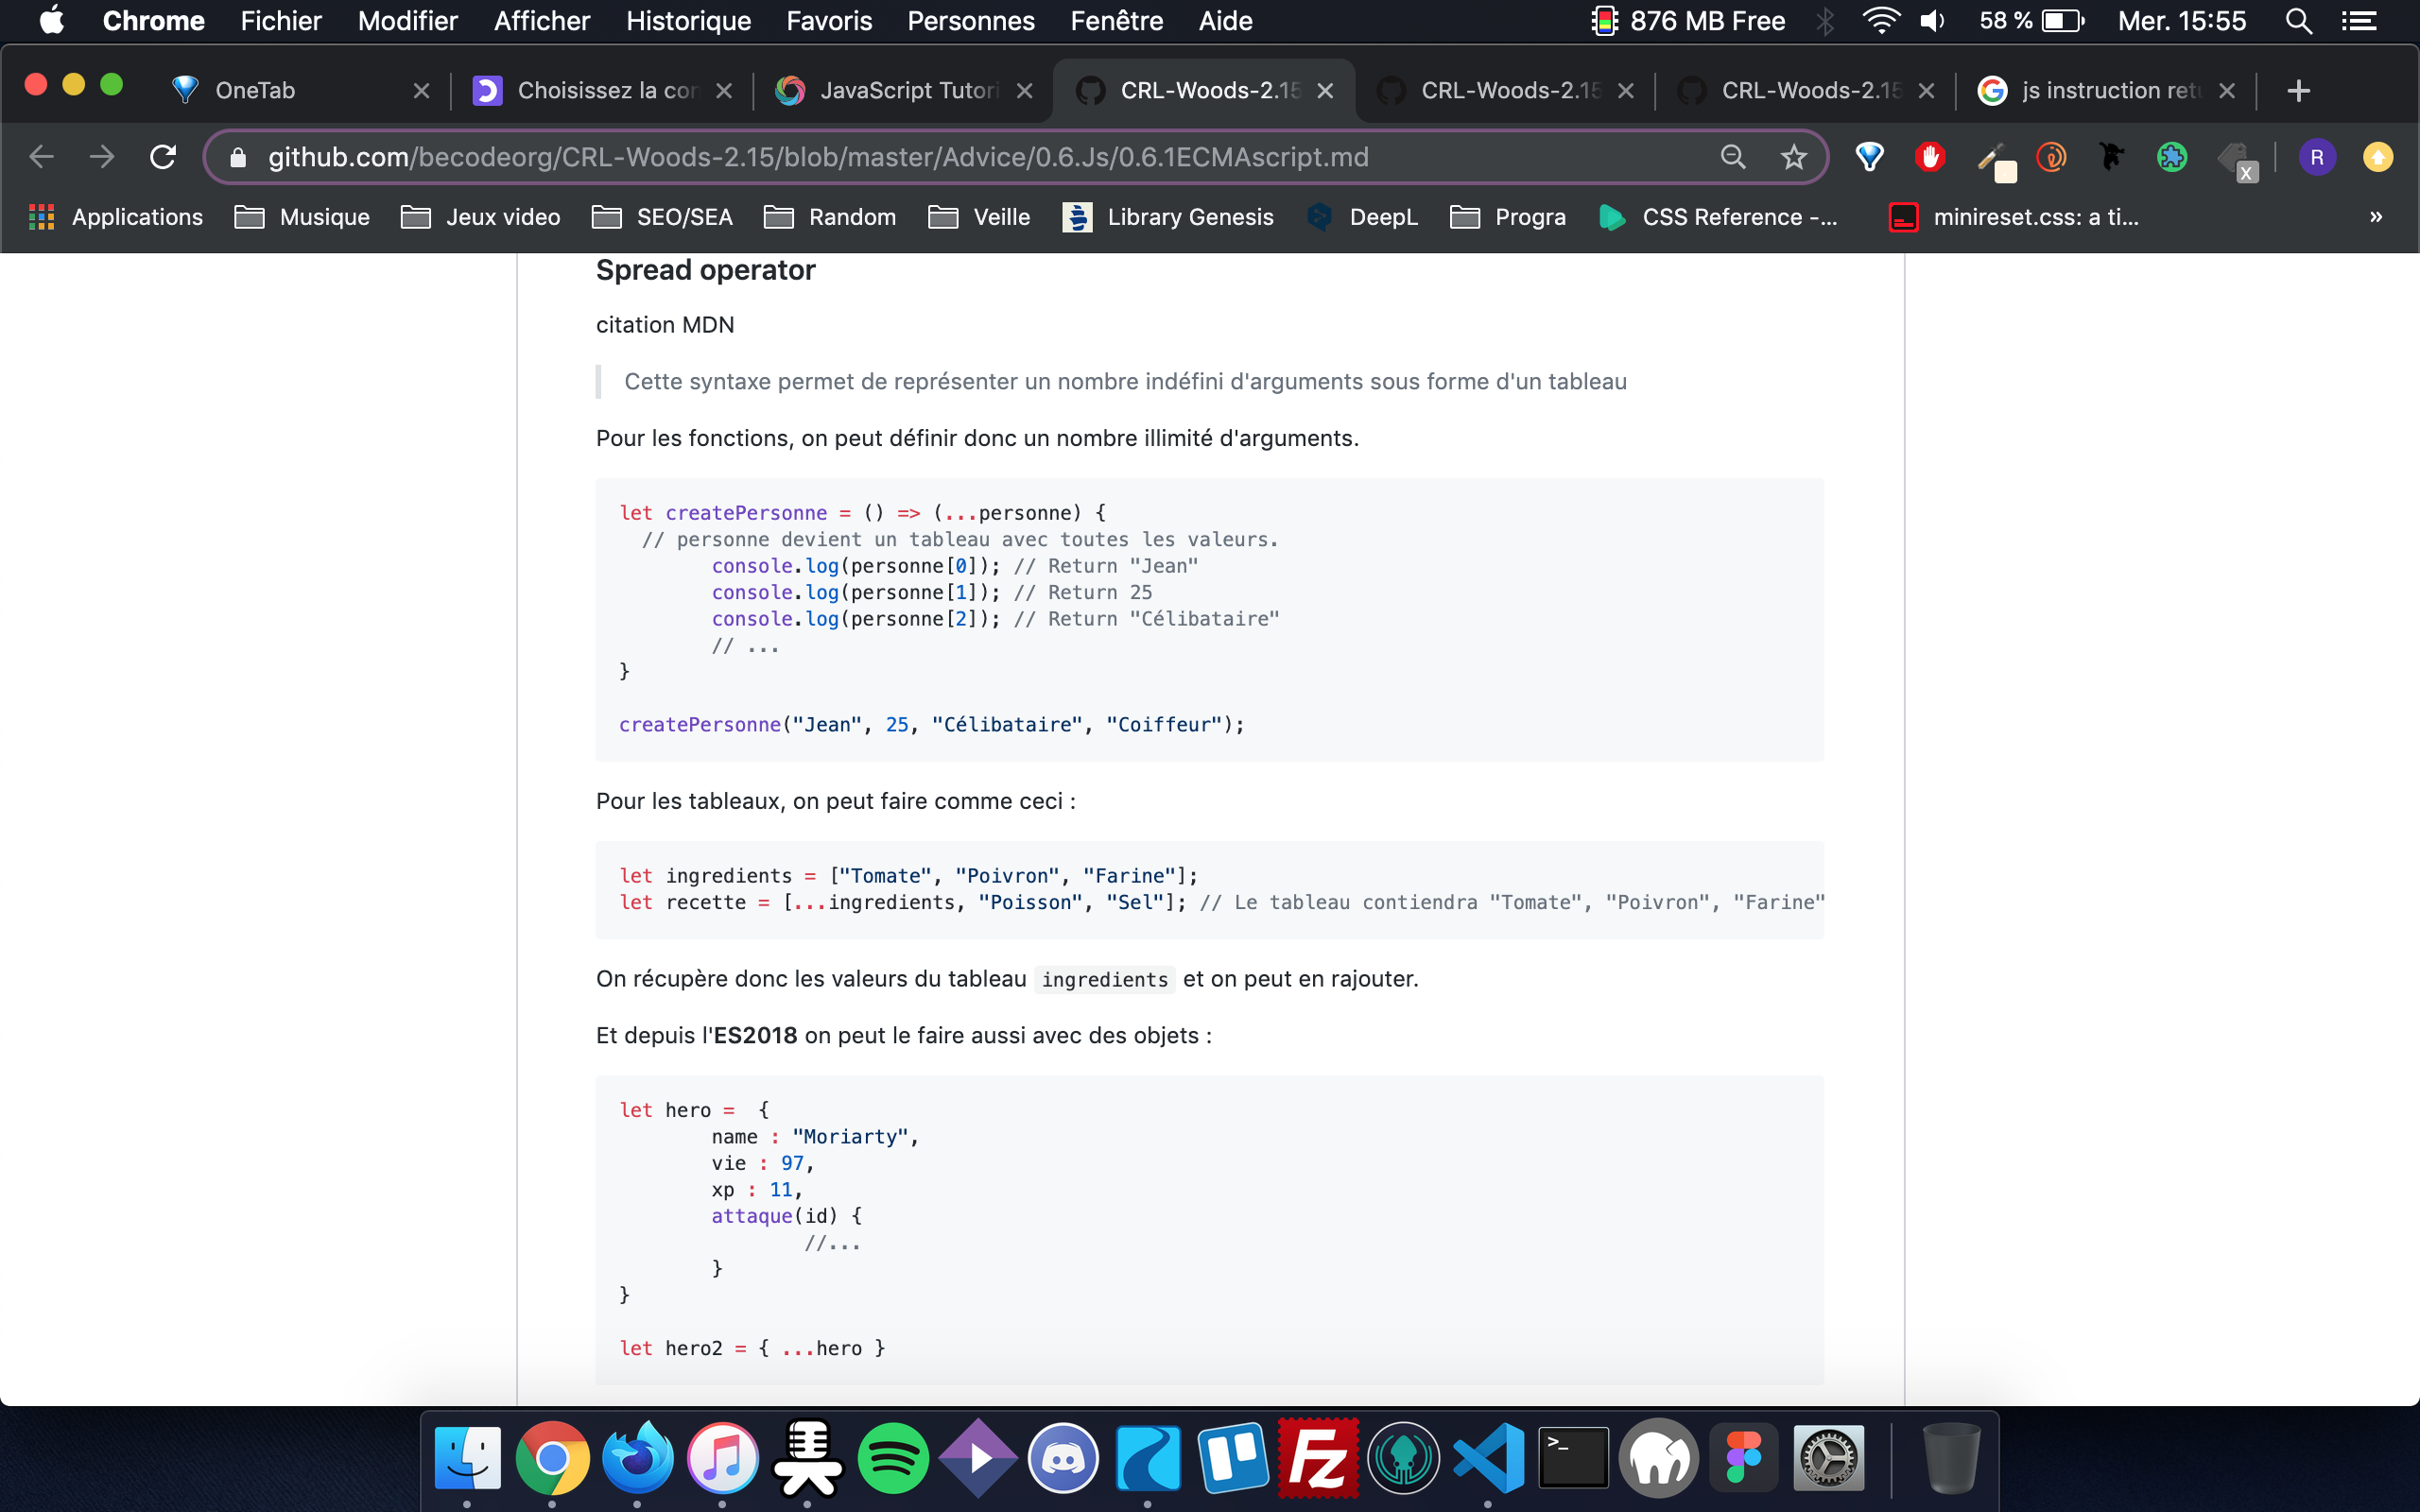 Chrome Fichier Modifier Afficher Historique Favoris Personnes Fenêtre Aide 876 MB Free 58 % Mer. 15:55
OneTab Choisissez la con JavaScript Tutori CRL-Woods-2.15 CRL-Woods-2.15 CRL-Woods-2.15 js instruction retu
github.com/becodeorg/CRL-Woods-2.15/blob/master/Advice/0.6.Js/0.6.1ECMAscript.md X R
Applications Musique Jeux video SEO/SEA Random Veille Library Genesis DeepL Progra CSS Reference -... minireset.css: a ti... »
Spread operator
citation MDN
Cette syntaxe permet de représenter un nombre indéfini d'arguments sous forme d'un tableau
Pour les fonctions, on peut définir donc un nombre illimité d'arguments.
let createPersonne = () => (...personne) {
// personne devient un tableau avec toutes les valeurs.
console.log(personne[0]); // Return "Jean"
console.log(personne[1]); // Return 25
console.log(personne[2]); // Return "Célibataire"
// ...
}
createPersonne("Jean", 25, "Célibataire", "Coiffeur");
Pour les tableaux, on peut faire comme ceci :
let ingredients = ["Tomate", "Poivron", "Farine"];
let recette = [...ingredients, "Poisson", "Sel"]; // Le tableau contiendra "Tomate", "Poivron", "Farine"
On récupère donc les valeurs du tableau ingredients et on peut en rajouter.
Et depuis l'ES2018 on peut le faire aussi avec des objets :
let hero =  {
name : "Moriarty",
vie : 97,
xp : 11,
attaque(id) {
//...
}
}
let hero2 = { ...hero }
Fz >_